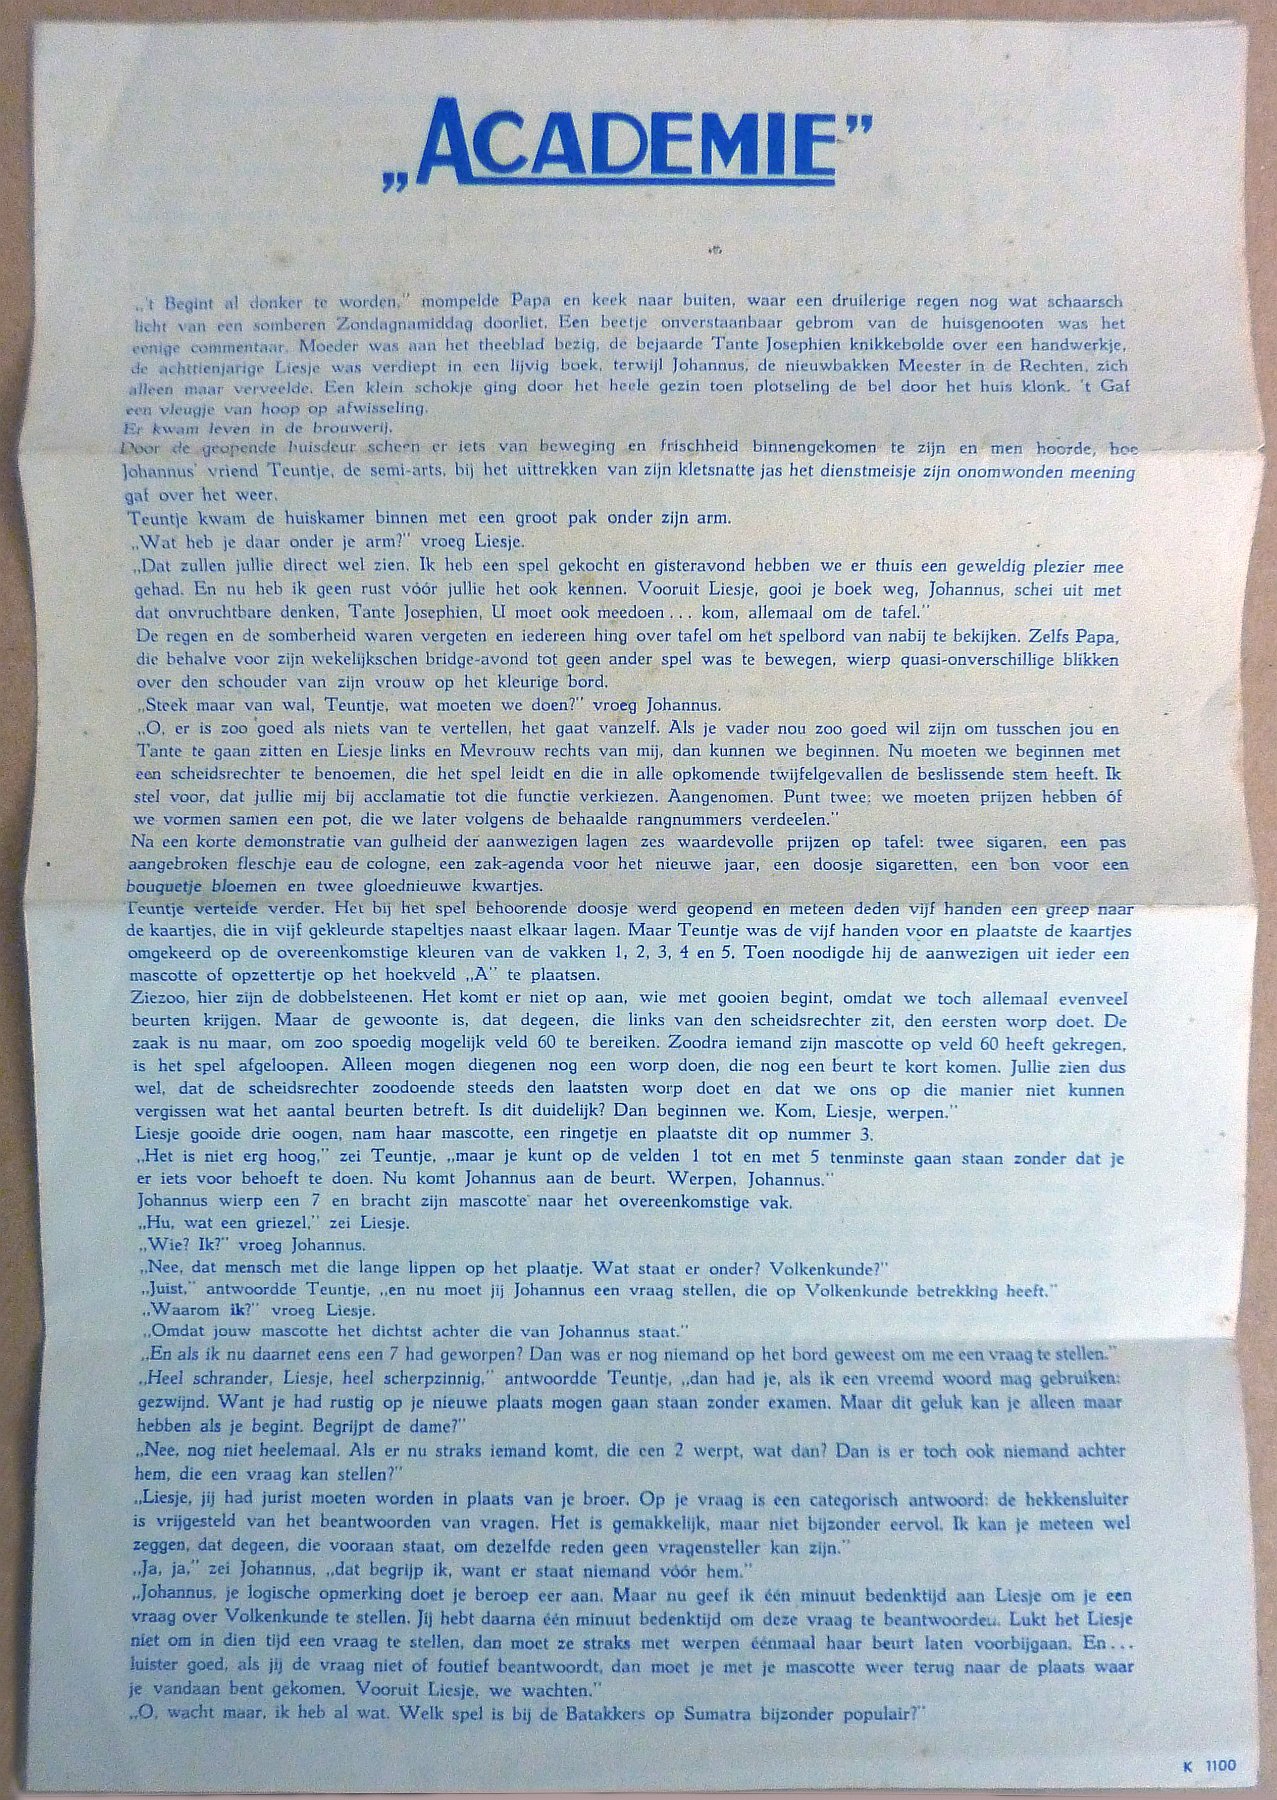 „ACADEMIE”
„'t Begint al donker te worden,” mompelde Papa en keek naar buiten, waar een druilerige regen nog wat schaarsch
licht van een somberen Zondagnamiddag doorliet. Een beetje onverstaanbaar gebrom van de huisgenooten was het
eenige commentaar. Moeder was aan het theeblad bezig, de bejaarde Tante Josephien knikkebolde over een handwerkje,
de achttienjarige Liesje was verdiept in een lijvig boek, terwijl Johannus, de nieuwbakken Meester in de Rechten, zich
alleen maar verveelde. Een klein schokje ging door het heele gezin toen plotseling de bel door het huis klonk. 't Gaf
een vleugje van hoop op afwisseling.
Er kwam leven in de brouwerij.
Door de geopende huisdeur scheen er iets van beweging en frischheid binnengekomen te zijn en men hoorde, hoe
Johannus' vriend Teuntje, de semi-arts, bij het uittrekken van zijn kletsnatte jas het dienstmeisje zijn onomwonden meening
gaf over het weer.
Teuntje kwam de huiskamer binnen met een groot pak onder zijn arm.
„Wat heb je daar onder je arm?” vroeg Liesje.
„Dat zullen jullie direct wel zien. Ik heb een spel gekocht en gisteravond hebben we er thuis een geweldig plezier mee
gehad. En nu heb ik geen rust vóór jullie het ook kennen. Vooruit Liesje, gooi je boek weg, Johannus, schei uit met
dat onvruchtbare denken, Tante Josephien, U moet ook meedoen... kom, allemaal om de tafel.”
De regen en de somberheid waren vergeten en iedereen hing over tafel om het spelbord van nabij te bekijken. Zelfs Papa,
die behalve voor zijn wekelijkschen bridge-avond tot geen ander spel was te bewegen, wierp quasi-onverschillige blikken
over den schouder van zijn vrouw op het kleurige bord.
„Steek maar van wal, Teuntje, wat moeten we doen?” vroeg Johannus.
„O, er is zoo goed als niets van te vertellen, het gaat vanzelf. Als je vader nou zoo goed wil zijn om tusschen jou en
Tante te gaan zitten en Liesje links en Mevrouw rechts van mij, dan kunnen we beginnen. Nu moeten we beginnen met
een scheidsrechter te benoemen, die het spel leidt en die in alle opkomende twijfelgevallen de beslissende stem heeft. Ik
stel voor, dat jullie mij bij acclamatie tot die functie verkiezen. Aangenomen. Punt twee: we moeten prijzen hebben óf
we vormen samen een pot, die we later volgens de behaalde rangnummers verdeelen.”
Na een korte demonstratie van gulheid der aanwezigen lagen zes waardevolle prijzen op tafel: twee sigaren, een pas
aangebroken fleschje eau de cologne, een zak-agenda voor het nieuwe jaar, een doosje sigaretten, een bon voor een
bouquetje bloemen en twee gloednieuwe kwartjes.
Teuntje vertelde verder. Het bij het spel behoorende doosje werd geopend en meteen deden vijf handen een greep naar
de kaartjes, die in vijf gekleurde stapeltjes naast elkaar lagen. Maar Teuntje was de vijf handen voor en plaatste de kaartjes
omgekeerd op de overeenkomstige kleuren van de vakken 1, 2, 3, 4 en 5. Toen noodigde hij de aanwezigen uit ieder een
mascotte of opzettertje op het hoekveld „A” te plaatsen.
Ziezoo, hier zijn de dobbelsteenen. Het komt er niet op aan, wie met gooien begint, omdat we toch allemaal evenveel
beurten krijgen. Maar de gewoonte is, dat degeen, die links van den scheidsrechter zit, den eersten worp doet. De
zaak is nu maar, om zoo spoedig mogelijk veld 60 te bereiken. Zoodra iemand zijn mascotte op veld 60 heeft gekregen,
is het spel afgeloopen. Alleen mogen diegenen nog een worp doen, die nog een beurt te kort komen. Jullie zien dus
wel, dat de scheidsrechter zoodoende steeds den laatsten worp doet en dat we ons op die manier niet kunnen
vergissen wat het aantal beurten betreft. Is dit duidelijk? Dan beginnen we. Kom, Liesje, werpen.”
Liesje gooide drie oogen, nam haar mascotte, een ringetje en plaatste dit op nummer 3.
„Het is niet erg hoog,” zei Teuntje, „maar je kunt op de velden 1 tot en met 5 tenminste gaan staan zonder dat je
er iets voor behoeft te doen. Nu komt Johannus aan de beurt. Werpen, Johannus.”
Johannus wierp een 7 en bracht zijn mascotte naar het overeenkomstige vak.
„Hu, wat een griezel,” zei Liesje.
„Wie? Ik?” vroeg Johannus.
„Nee, dat mensch met die lange lippen op het plaatje. Wat staat er onder? Volkenkunde?”
„Juist,” antwoordde Teuntje, „en nu moet jij Johannus een vraag stellen, die op Volkenkunde betrekking heeft.”
„Waarom ik?” vroeg Liesje.
„Omdat jouw mascotte het dichtst achter die van Johannus staat.”
„En als ik nu daarnet eens een 7 had geworpen? Dan was er nog niemand op het bord geweest om me een vraag te stellen.”
„Heel schrander, Liesje, heel scherpzinnig,” antwoordde Teuntje, „dan had je, als ik een vreemd woord mag gebruiken:
gezwijnd. Want je had rustig op je nieuwe plaats mogen gaan staan zonder examen. Maar dit geluk kan je alleen maar
hebben als je begint. Begrijpt de dame?”
„Nee, nog niet heelemaal. Als er nu straks iemand komt, die een 2 werpt, wat dan? Dan is er toch ook niemand achter
hem, die een vraag kan stellen?”
„Liesje, jij had jurist moeten worden in plaats van je broer. Op je vraag is een categorisch antwoord: de hekkensluiter
is vrijgesteld van het beantwoorden van vragen. Het is gemakkelijk, maar niet bijzonder eervol. Ik kan je meteen wel
zeggen, dat degeen, die vooraan staat, om dezelfde reden geen vragensteller kan zijn.”
„Ja, ja,” zei Johannus, „dat begrijp ik, want er staat niemand vóór hem.”
„Johannus, je logische opmerking doet je beroep eer aan. Maar nu geef ik één minuut bedenktijd aan Liesje om je een
vraag over Volkenkunde te stellen. Jij hebt daarna één minuut bedenktijd om deze vraag te beantwoorden. Lukt het Liesje
niet om in dien tijd een vraag te stellen, dan moet ze straks met werpen éénmaal haar beurt laten voorbijgaan. En...
luister goed, als jij de vraag niet of foutief beantwoordt, dan moet je met je mascotte weer terug naar de plaats waar
je vandaan bent gekomen. Vooruit Liesje, we wachten.”
„O, wacht maar, ik heb al wat. Welk spel is bij de Batakkers op Sumatra bijzonder populair?”
K 1100